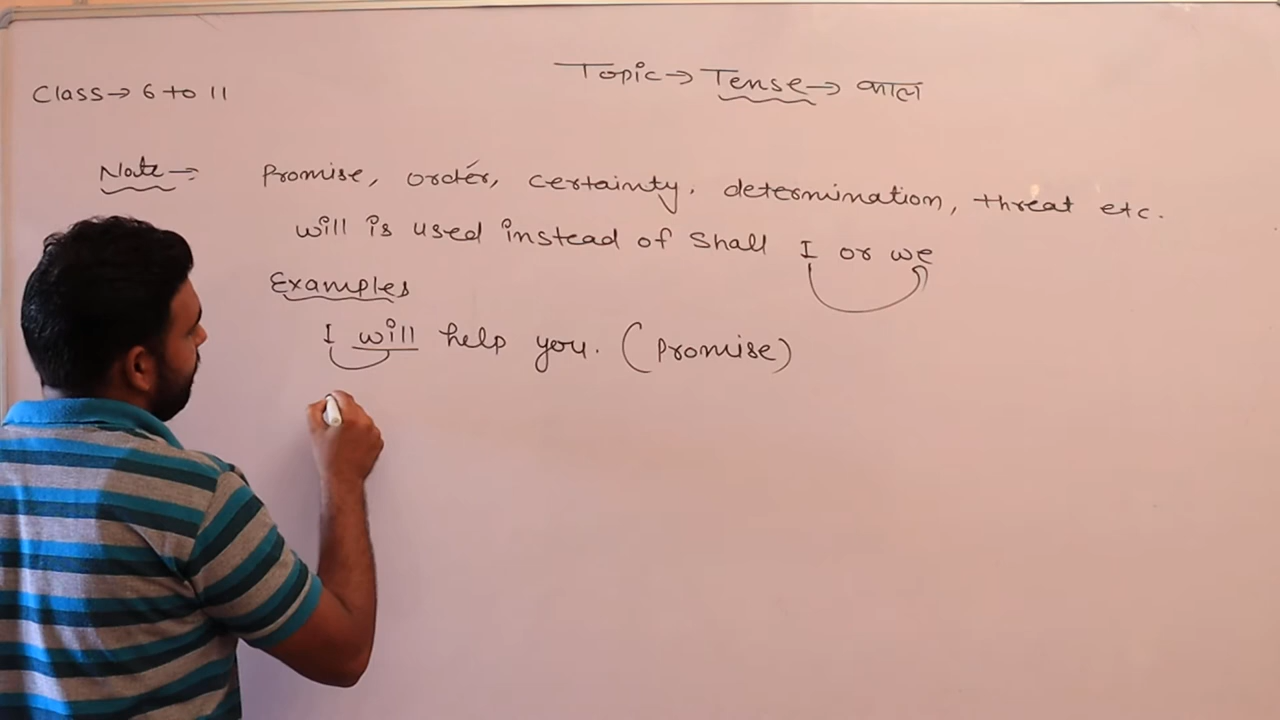 Topic → Tense → काल
Class → 6 to 11
Note → Promise, order, certainty, determination, threat etc.
will is used instead of shall I or we
Examples
I will help you. (Promise)